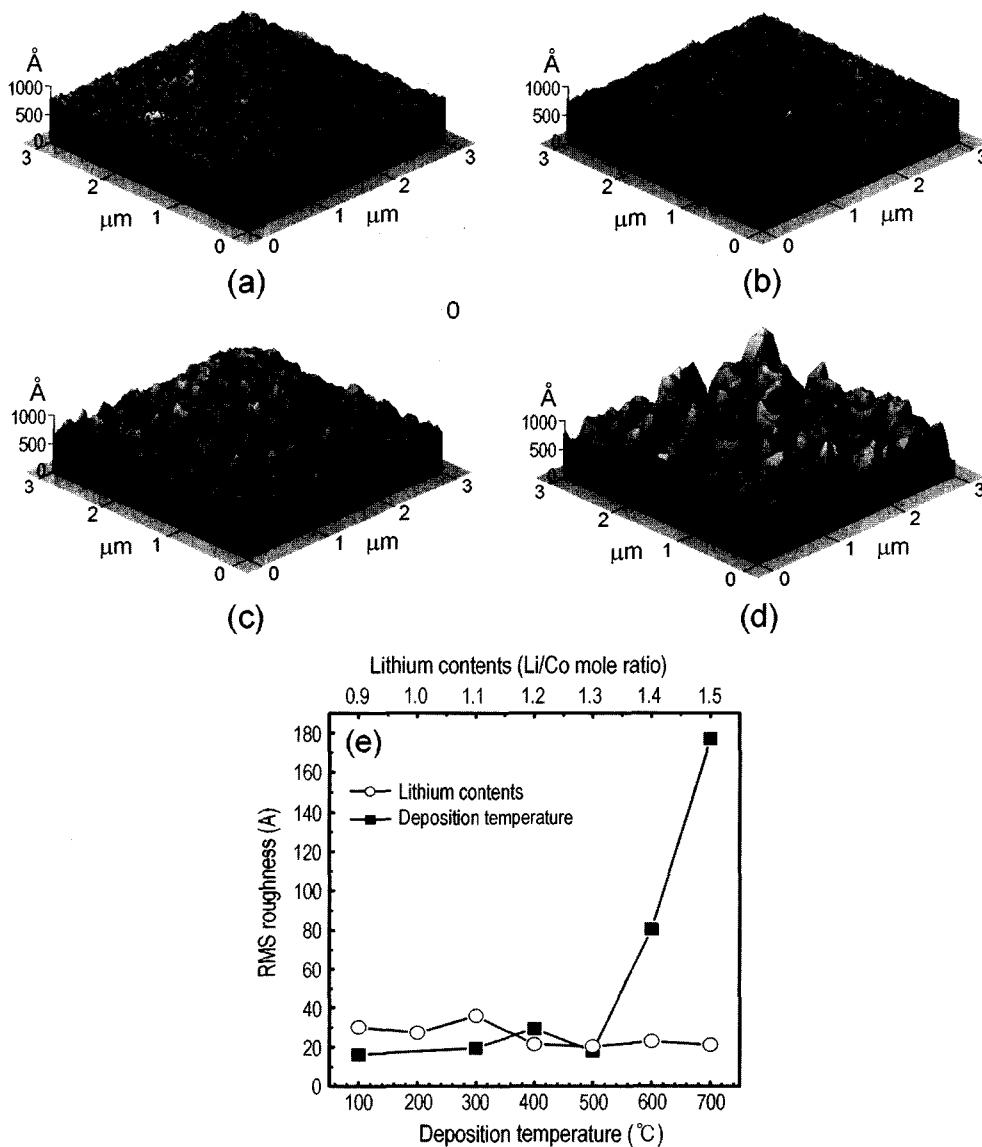 Å
1000
500
0
3
2
μm
1
0
0
1
μm
2
3
(a)
Å
1000
500
0
3
2
μm
1
0
0
1
μm
2
3
(b)
0
Å
1000
500
0
3
2
μm
1
0
0
1
μm
2
3
(c)
Å
1000
500
3
2
μm
1
0
0
1
μm
2
3
(d)
Lithium contents (Li/Co mole ratio)
0.9 1.0 1.1 1.2 1.3 1.4 1.5
(e)
Lithium contents
Deposition temperature
RMS roughness (A)
180
160
140
120
100
80
60
40
20
0
100 200 300 400 500 600 700
Deposition temperature (℃)